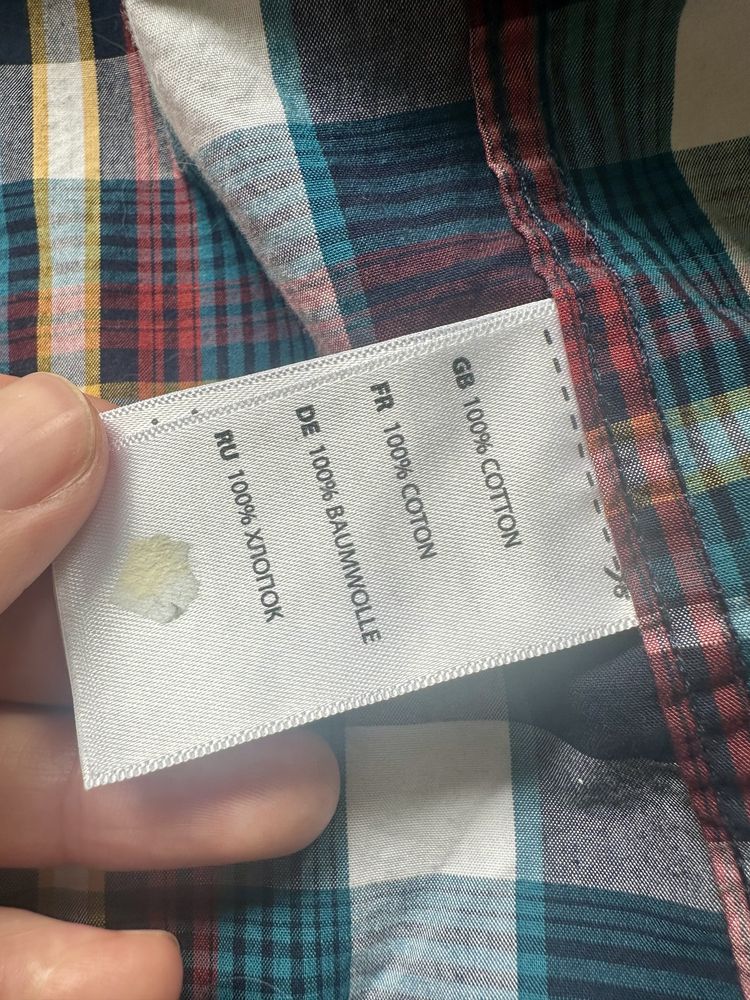 GB 100% COTTON
FR 100% COTON
DE 100% BAUMWOLLE
RU 100% ХЛОПОК